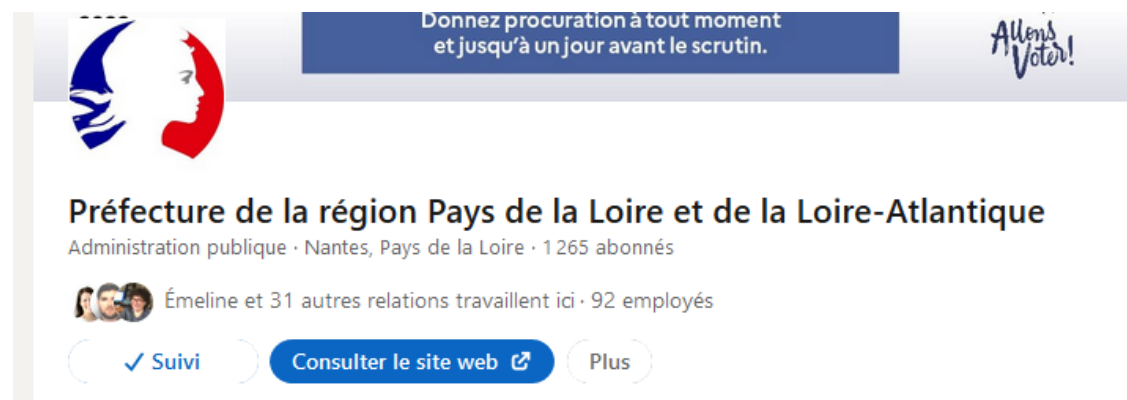 Donnez procuration à tout moment
et jusqu'à un jour avant le scrutin.
Allons
Voter!
Préfecture de la région Pays de la Loire et de la Loire-Atlantique
Administration publique · Nantes, Pays de la Loire · 1 265 abonnés
Émeline et 31 autres relations travaillent ici · 92 employés
✓ Suivi
Consulter le site web
Plus